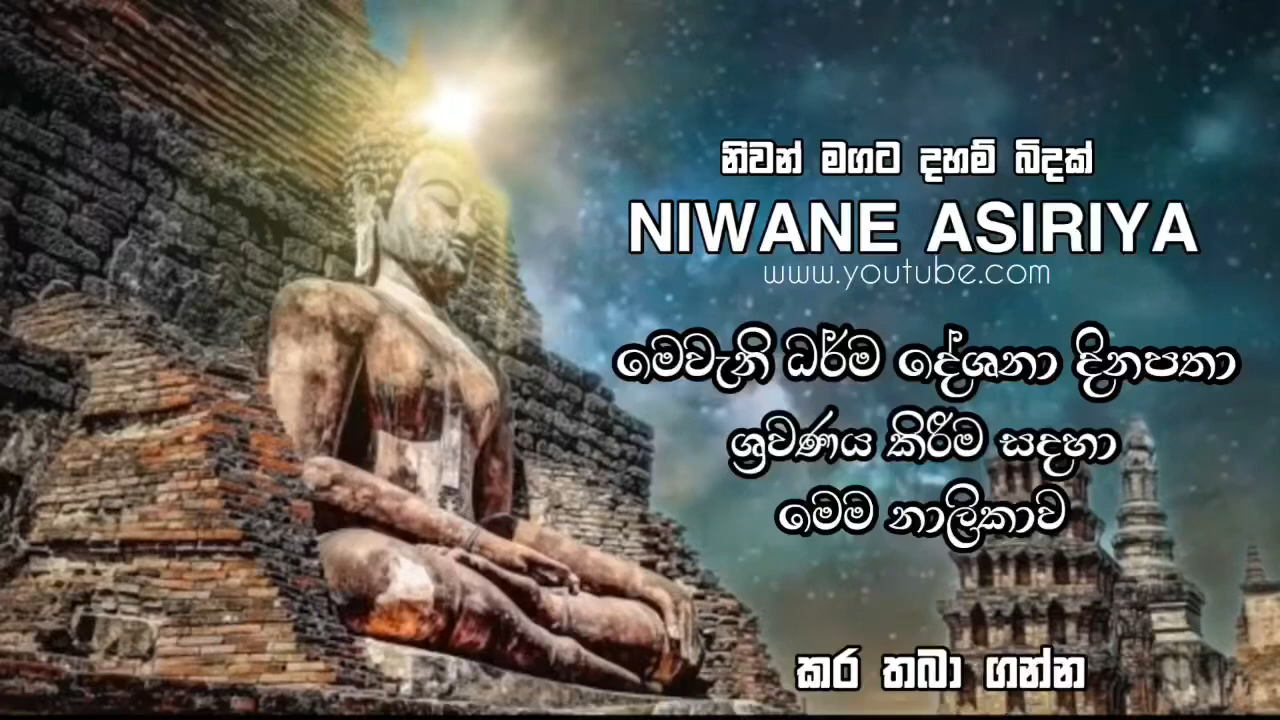 නිවන් මගට දහම් බිදක්
NIWANE ASIRIYA
www.youtube.com
මෙවැනි ධර්ම දේශනා දිනපතා
ශ්‍රවණය කිරීම සදහා
මෙම නාලිකාව
කර තබා ගන්න